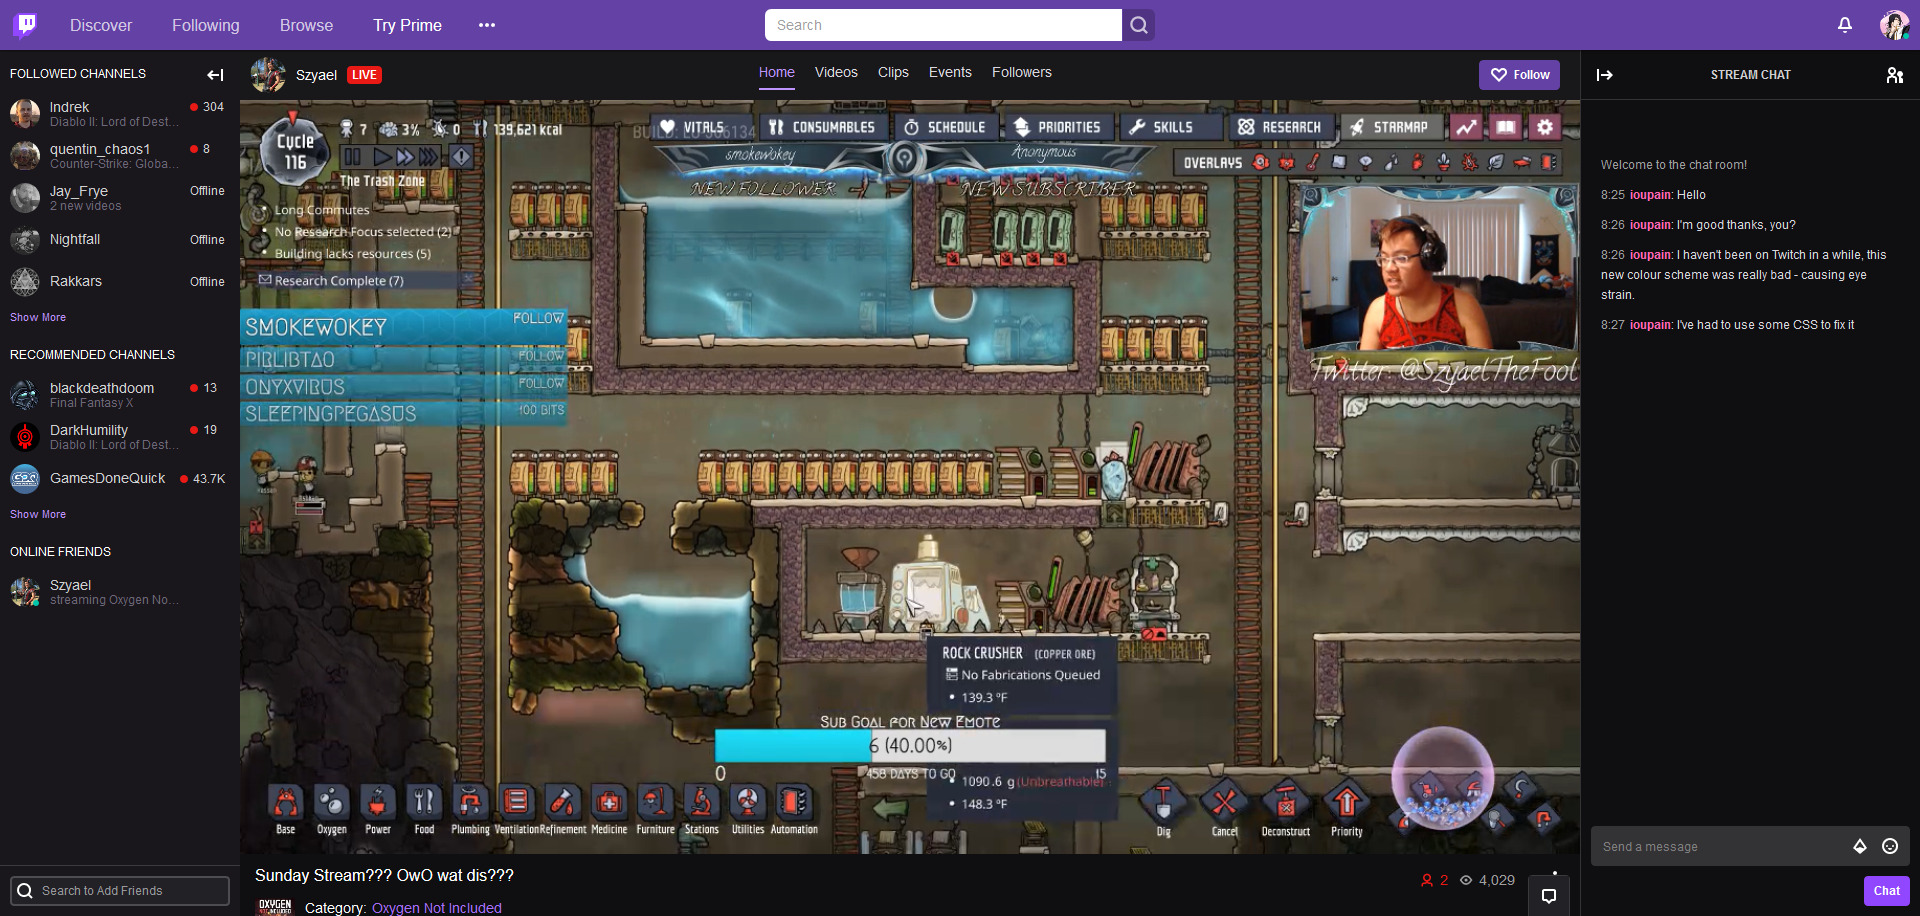 Discover
Following
Browse
Try Prime
Search
FOLLOWED CHANNELS
Indrek
304
Diablo II: Lord of Dest...
quentin_chaos1
8
Counter-Strike: Globa...
Jay_Frye
Offline
2 new videos
Nightfall
Offline
Rakkars
Offline
Show More
RECOMMENDED CHANNELS
blackdeathdoom
13
Final Fantasy X
DarkHumility
19
Diablo II: Lord of Dest...
GamesDoneQuick
43.7K
Show More
ONLINE FRIENDS
Szyael
streaming Oxygen No...
Search to Add Friends
Szyael
LIVE
Home
Videos
Clips
Events
Followers
Follow
Cycle
116
7
3%
0
139,621 kcal
The Trash Zone
Long Commutes
No Research Focus selected (2)
Building lacks resources (5)
Research Complete (7)
VITALS
CONSUMABLES
SCHEDULE
PRIORITIES
SKILLS
RESEARCH
STARMAP
OVERLAYS
smokewokey
Anonymous
NEW FOLLOWER
NEW SUBSCRIBER
SMOKEWOKEY
FOLLOW
PIRLIBTAO
FOLLOW
ONYXVIRUS
FOLLOW
SLEEPINGPEGASUS
100 BITS
Twitter: @SzyaelTheFool
ROCK CRUSHER (COPPER ORE)
No Fabrications Queued
139.3 °F
SUB GOAL FOR NEW EMOTE
6 (40.00%)
0
458 DAYS TO GO
15
1090.6 g (Unbreathable)
148.3 °F
Base
Oxygen
Power
Food
Plumbing
Ventilation
Refinement
Medicine
Furniture
Stations
Utilities
Automation
Dig
Cancel
Deconstruct
Priority
Sunday Stream??? OwO wat dis???
2
4,029
OXYGEN
NOT INCLUDED
Category: Oxygen Not Included
STREAM CHAT
Welcome to the chat room!
8:25 ioupain: Hello
8:26 ioupain: I'm good thanks, you?
8:26 ioupain: I haven't been on Twitch in a while, this
new colour scheme was really bad - causing eye
strain.
8:27 ioupain: I've had to use some CSS to fix it
Send a message
Chat